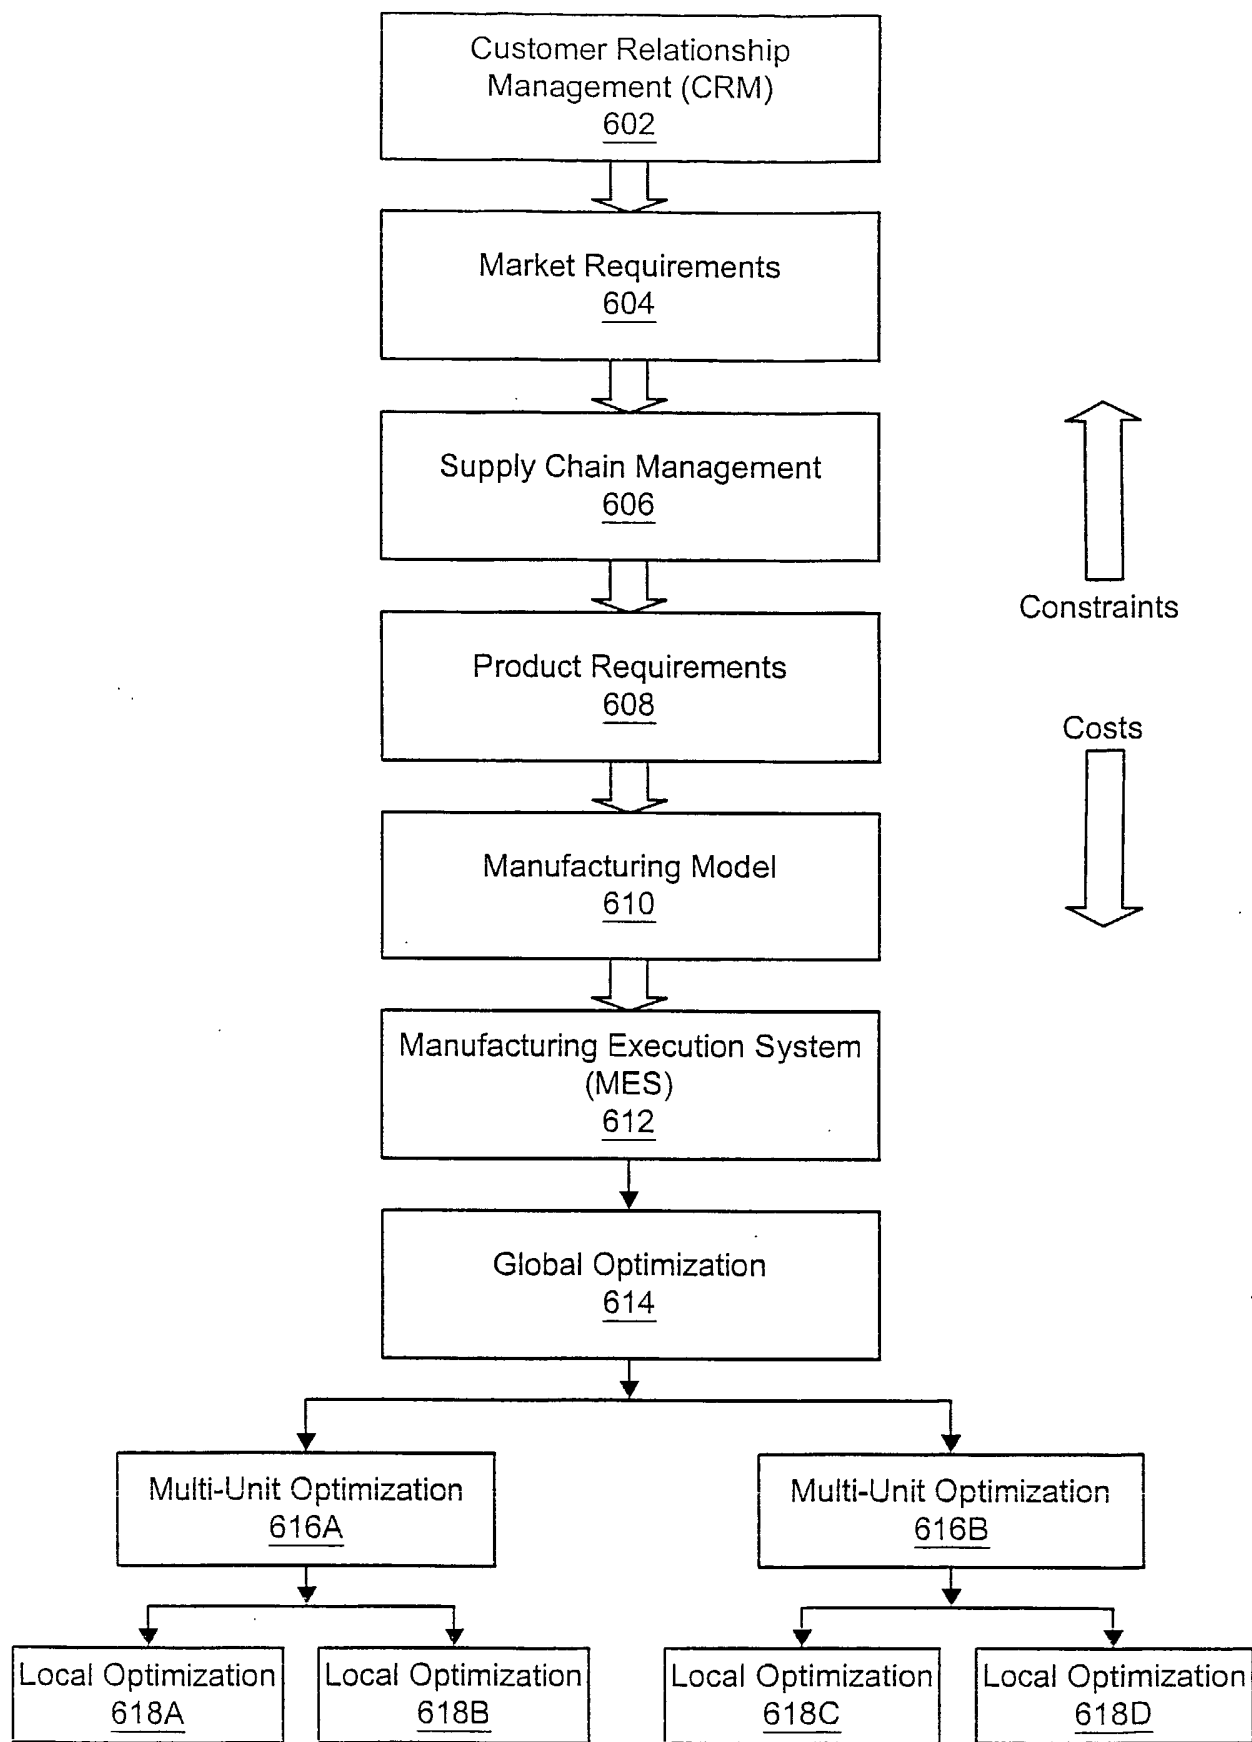 Customer Relationship
Management (CRM)
602
Market Requirements
604
Supply Chain Management
606
Constraints
Product Requirements
608
Costs
Manufacturing Model
610
Manufacturing Execution System
(MES)
612
Global Optimization
614
Multi-Unit Optimization
616A
Multi-Unit Optimization
616B
Local Optimization
618A
Local Optimization
618B
Local Optimization
618C
Local Optimization
618D